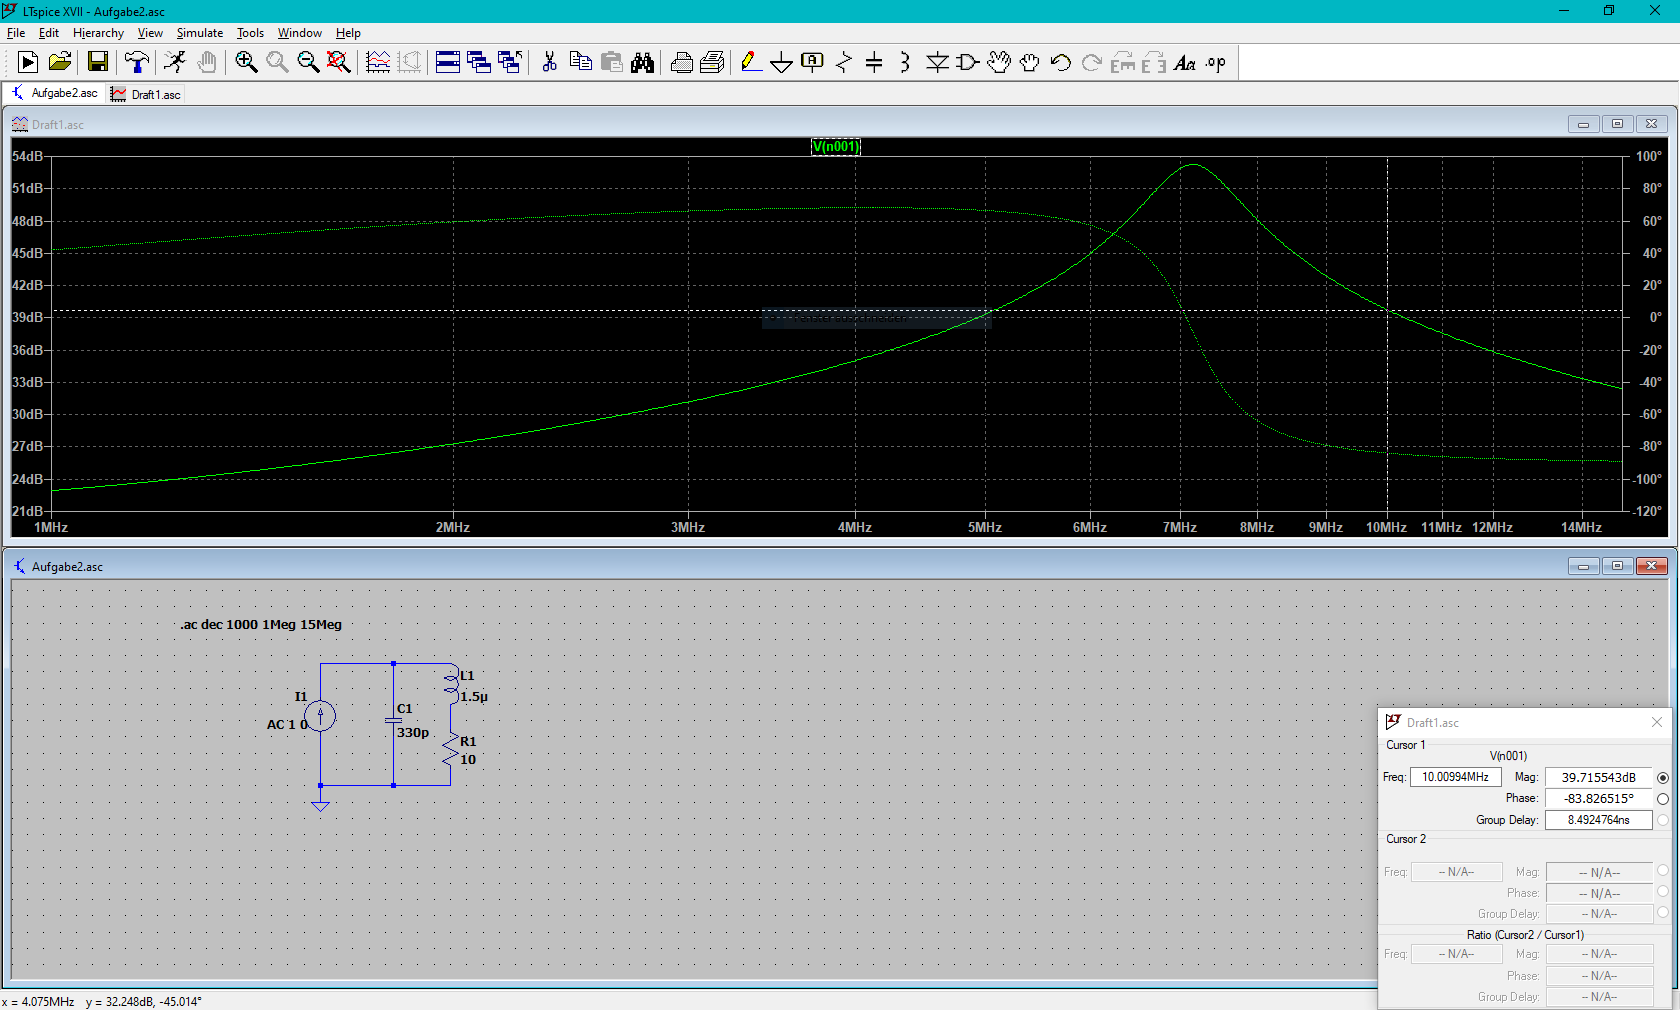 LTspice XVII - Aufgabe2.asc
File Edit Hierarchy View Simulate Tools Window Help
Aufgabe2.asc Draft1.asc
Draft1.asc
V(n001)
54dB 100°
51dB 80°
48dB 60°
45dB 40°
42dB 20°
39dB 0°
36dB -20°
33dB -40°
30dB -60°
27dB -80°
24dB -100°
21dB -120°
1MHz 2MHz 3MHz 4MHz 5MHz 6MHz 7MHz 8MHz 9MHz 10MHz 11MHz 12MHz 14MHz
Aufgabe2.asc
.ac dec 1000 1Meg 15Meg
L1
I1 1.5µ
C1
AC 1 0 330p
R1
10
Draft1.asc
Cursor 1
V(n001)
Freq: 10.00994MHz Mag: 39.715543dB
Phase: -83.826515°
Group Delay: 8.4924764ns
Cursor 2
Freq: -- N/A-- Mag: -- N/A--
Phase: -- N/A--
Group Delay: -- N/A--
Ratio (Cursor2 / Cursor1)
Freq: -- N/A-- Mag: -- N/A--
Phase: -- N/A--
Group Delay: -- N/A--
x = 4.075MHz y = 32.248dB, -45.014°